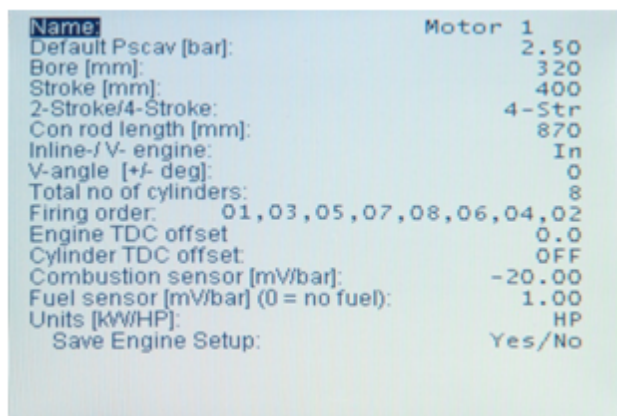 Name: Motor 1
Default Pscav [bar]: 2.50
Bore [mm]: 320
Stroke [mm]: 400
2-Stroke/4-Stroke: 4-Str
Con rod length [mm]: 870
Inline-/ V- engine: In
V-angle [+/- deg]: 0
Total no of cylinders: 8
Firing order: 01,03,05,07,08,06,04,02
Engine TDC offset 0.0
Cylinder TDC offset: OFF
Combustion sensor [mV/bar]: -20.00
Fuel sensor [mV/bar] (0 = no fuel): 1.00
Units [kW/HP]: HP
Save Engine Setup: Yes/No